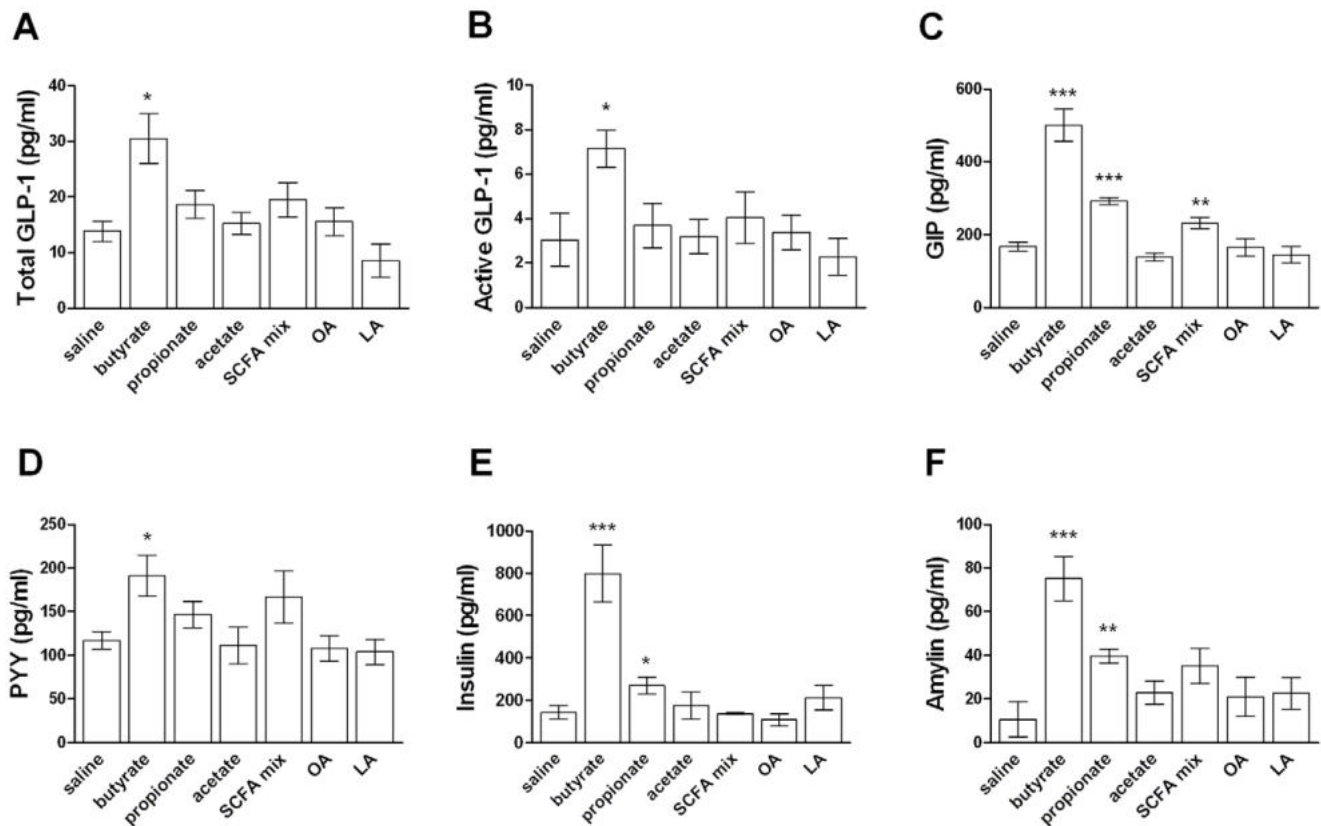 A
Total GLP-1 (pg/ml)
40
30
20
10
0
*
saline
butyrate
propionate
acetate
SCFA mix
OA
LA
B
Active GLP-1 (pg/ml)
10
8
6
4
2
0
*
saline
butyrate
propionate
acetate
SCFA mix
OA
LA
C
GIP (pg/ml)
600
400
200
0
***
***
**
saline
butyrate
propionate
acetate
SCFA mix
OA
LA
D
PYY (pg/ml)
250
200
150
100
50
0
*
saline
butyrate
propionate
acetate
SCFA mix
OA
LA
E
Insulin (pg/ml)
1000
800
600
400
200
0
***
*
saline
butyrate
propionate
acetate
SCFA mix
OA
LA
F
Amylin (pg/ml)
100
80
60
40
20
0
***
**
saline
butyrate
propionate
acetate
SCFA mix
OA
LA